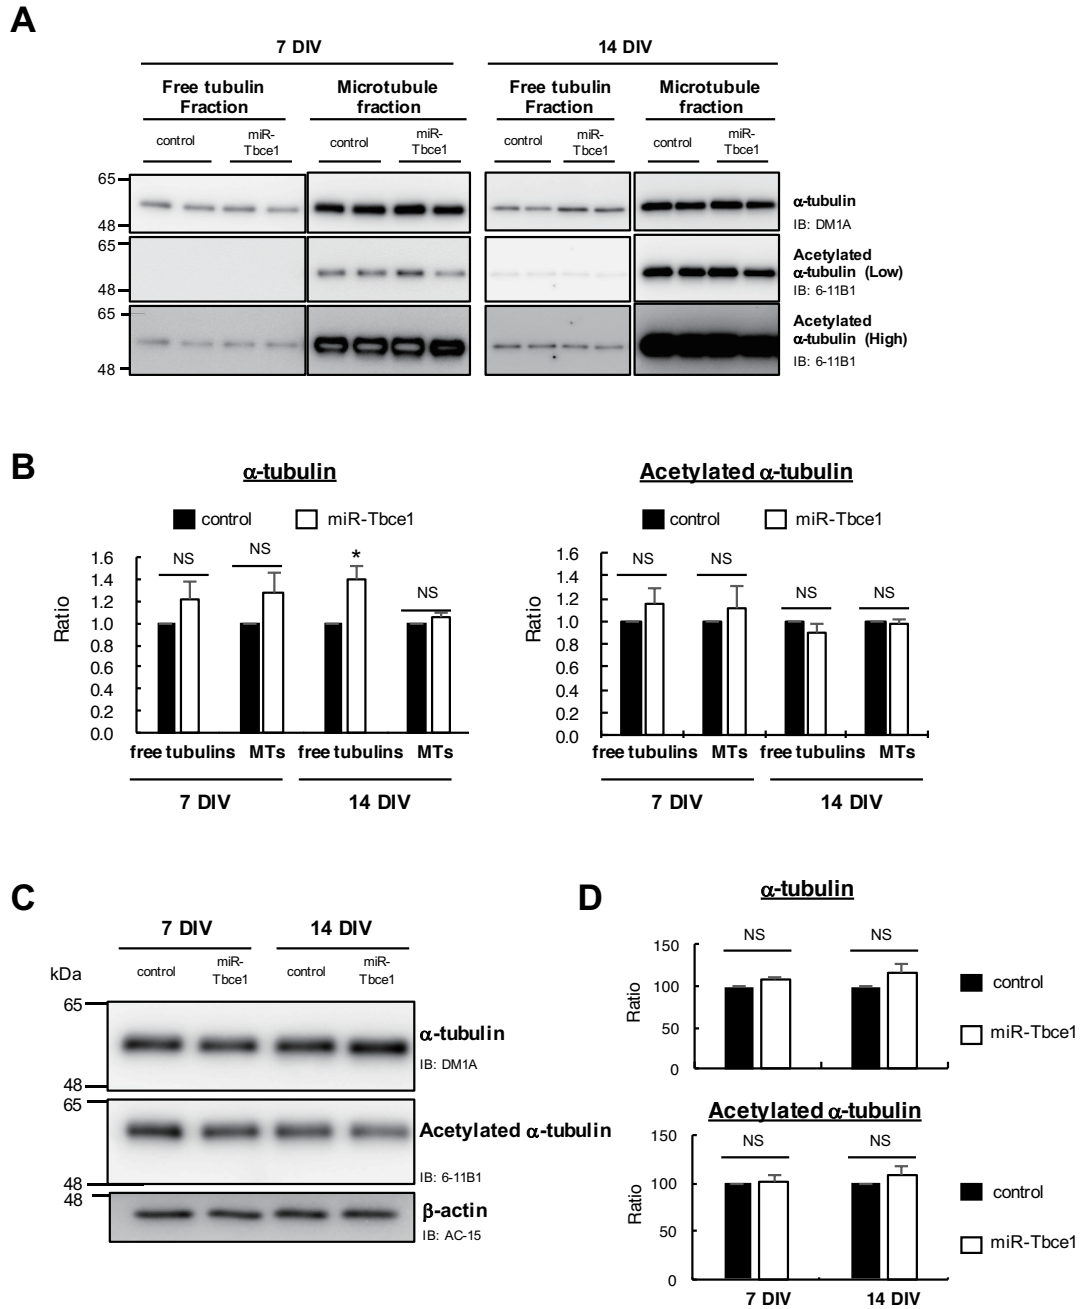 A
7 DIV
14 DIV
Free tubulin
Fraction
Microtubule
fraction
Free tubulin
Fraction
Microtubule
fraction
control
miR-
Tbce1
control
miR-
Tbce1
control
miR-
Tbce1
control
miR-
Tbce1
65
48
α-tubulin
IB: DM1A
65
48
Acetylated
α-tubulin (Low)
IB: 6-11B1
65
48
Acetylated
α-tubulin (High)
IB: 6-11B1
B
α-tubulin
control
miR-Tbce1
Ratio
1.6
1.4
1.2
1.0
0.8
0.6
0.4
0.2
0.0
NS
NS
*
NS
free tubulins
MTs
free tubulins
MTs
7 DIV
14 DIV
Acetylated α-tubulin
control
miR-Tbce1
Ratio
1.6
1.4
1.2
1.0
0.8
0.6
0.4
0.2
0.0
NS
NS
NS
NS
free tubulins
MTs
free tubulins
MTs
7 DIV
14 DIV
C
7 DIV
14 DIV
kDa
control
miR-
Tbce1
control
miR-
Tbce1
65
48
α-tubulin
IB: DM1A
65
48
Acetylated α-tubulin
IB: 6-11B1
48
β-actin
IB: AC-15
D
α-tubulin
Ratio
150
100
50
0
NS
NS
control
miR-Tbce1
Acetylated α-tubulin
Ratio
150
100
50
0
NS
NS
control
miR-Tbce1
7 DIV
14 DIV